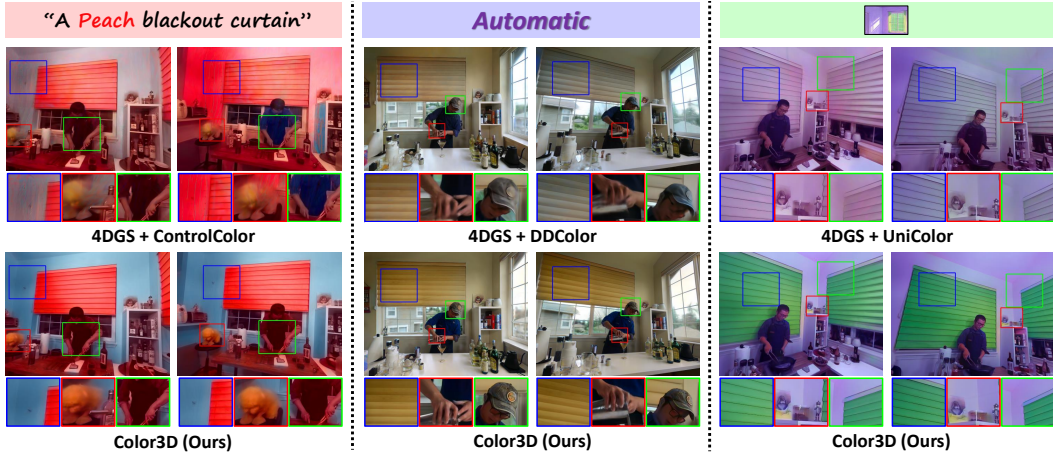 “A Peach blackout curtain”
Automatic
4DGS + ControlColor
4DGS + DDColor
4DGS + UniColor
Color3D (Ours)
Color3D (Ours)
Color3D (Ours)